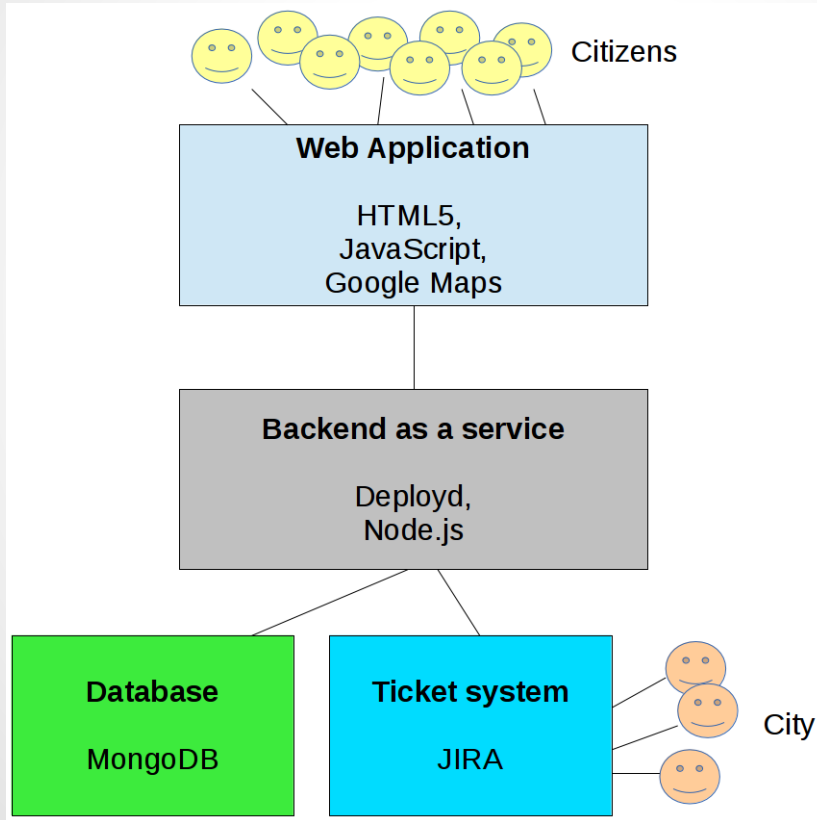 Citizens
Web Application
HTML5,
JavaScript,
Google Maps
Backend as a service
Deployd,
Node.js
Database
MongoDB
Ticket system
JIRA
City